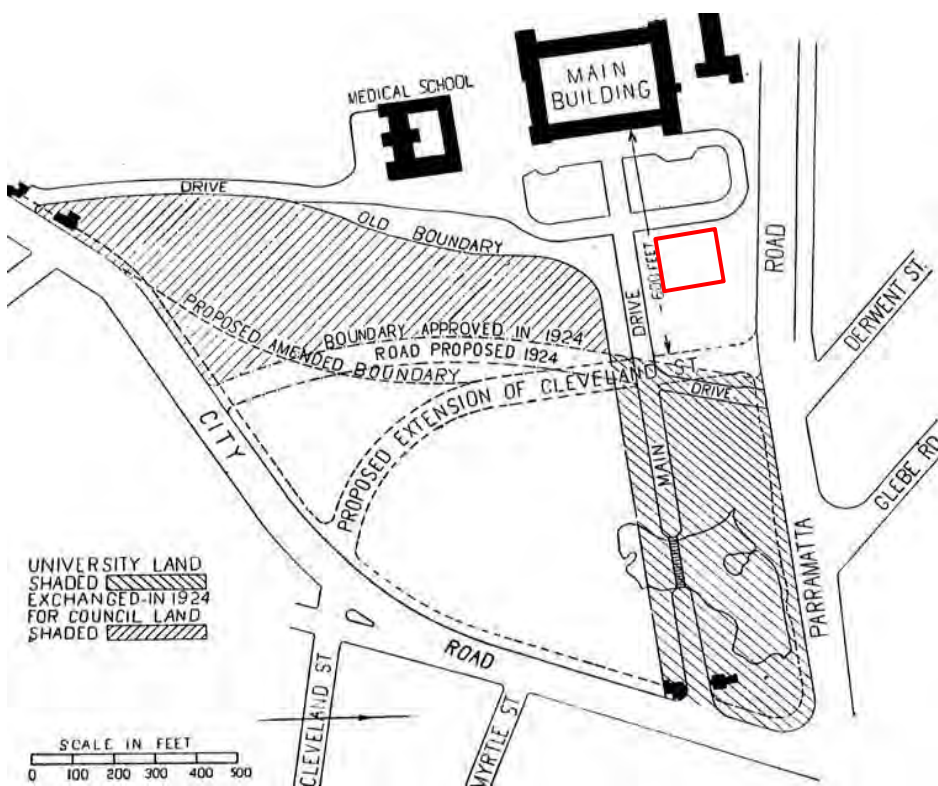 MAIN
BUILDING
MEDICAL SCHOOL
DRIVE
OLD BOUNDARY
ROAD
600 FEET
DRIVE
DERWENT ST.
BOUNDARY APPROVED IN 1924
ROAD PROPOSED 1924
PROPOSED AMENDED BOUNDARY
PROPOSED EXTENSION OF CLEVELAND ST
DRIVE
CITY
MAIN
GLEBE RD
PARRAMATTA
UNIVERSITY LAND
SHADED
EXCHANGED-IN 1924
FOR COUNCIL LAND
SHADED
ROAD
CLEVELAND ST
MYRTLE ST
SCALE IN FEET
0 100 200 300 400 500